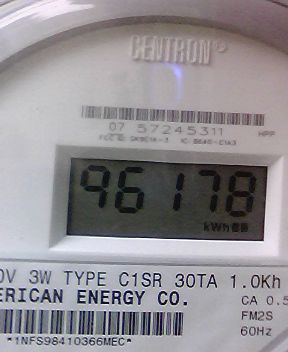 CENTRON®
07 57245311 HPP
96178
kWh
0V 3W TYPE C1SR 30TA 1.0Kh
ERICAN ENERGY CO. CA 0.5
FM2S
*1NFS98410366MEC* 60Hz